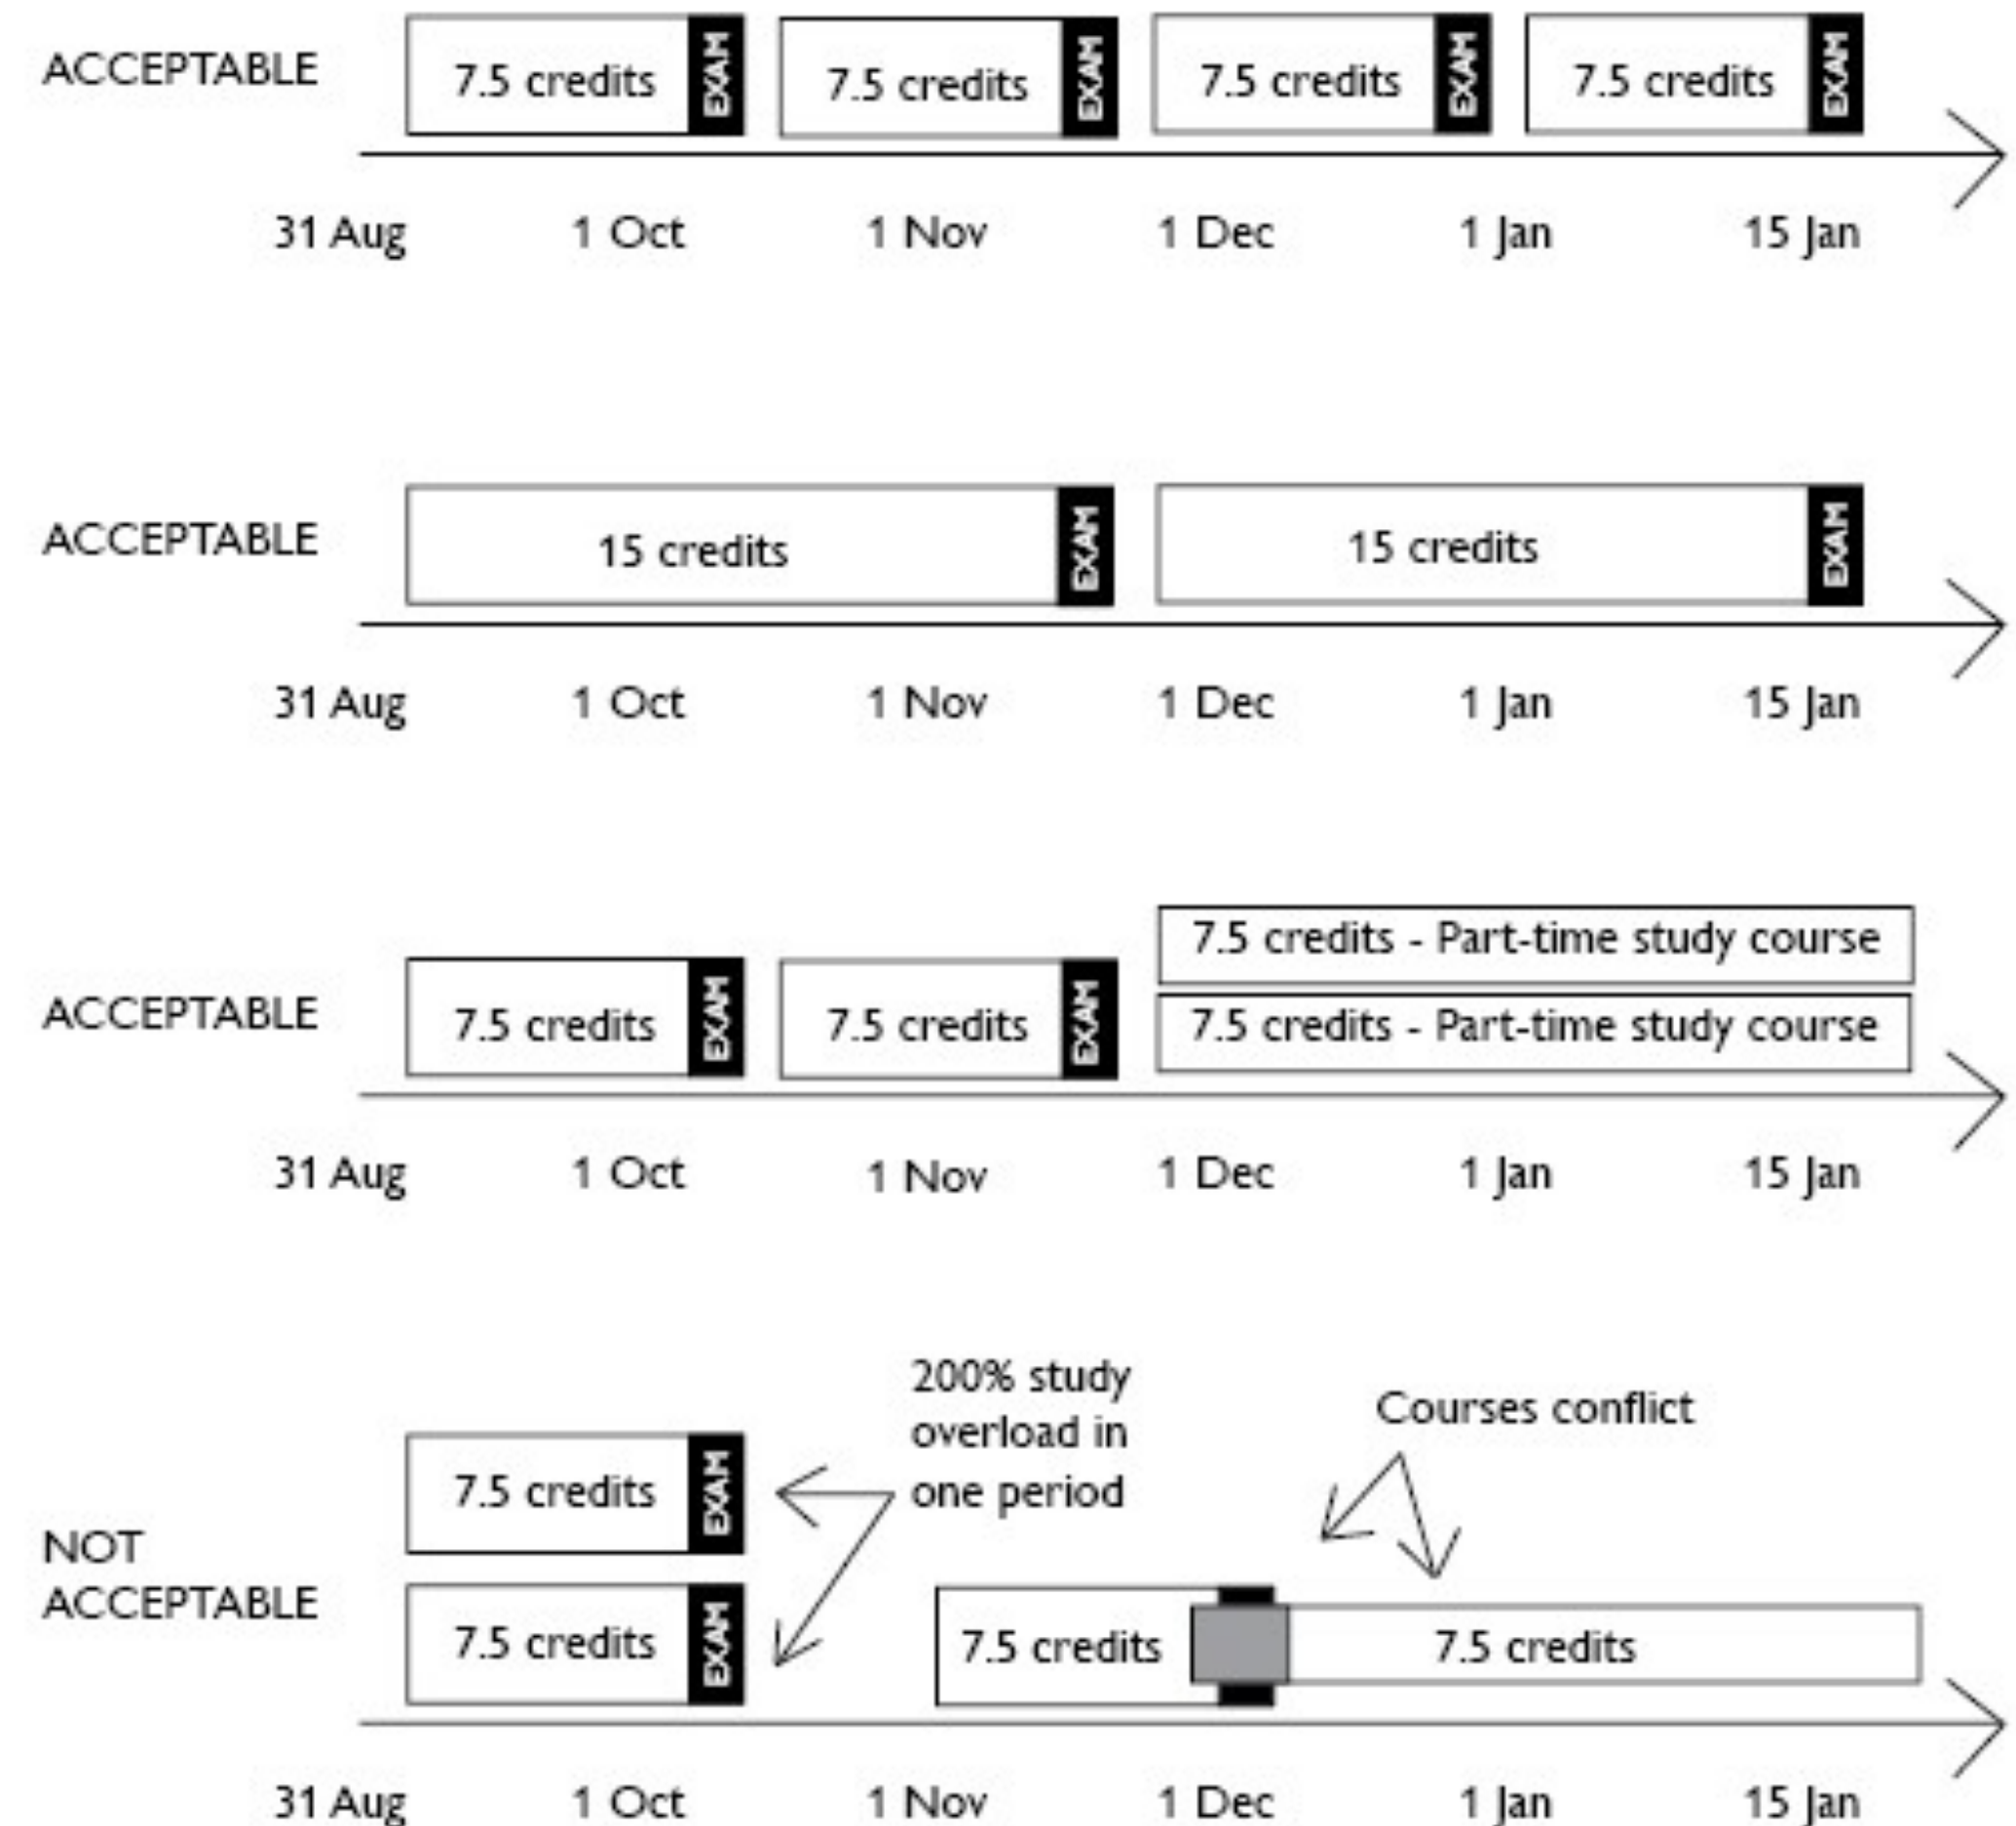 ACCEPTABLE
7.5 credits EXAM 7.5 credits EXAM 7.5 credits EXAM 7.5 credits EXAM
31 Aug 1 Oct 1 Nov 1 Dec 1 Jan 15 Jan
ACCEPTABLE
15 credits EXAM 15 credits EXAM
31 Aug 1 Oct 1 Nov 1 Dec 1 Jan 15 Jan
7.5 credits - Part-time study course
ACCEPTABLE
7.5 credits EXAM 7.5 credits EXAM 7.5 credits - Part-time study course
31 Aug 1 Oct 1 Nov 1 Dec 1 Jan 15 Jan
200% study
overload in
one period
Courses conflict
7.5 credits EXAM
NOT
ACCEPTABLE
7.5 credits EXAM 7.5 credits 7.5 credits
31 Aug 1 Oct 1 Nov 1 Dec 1 Jan 15 Jan